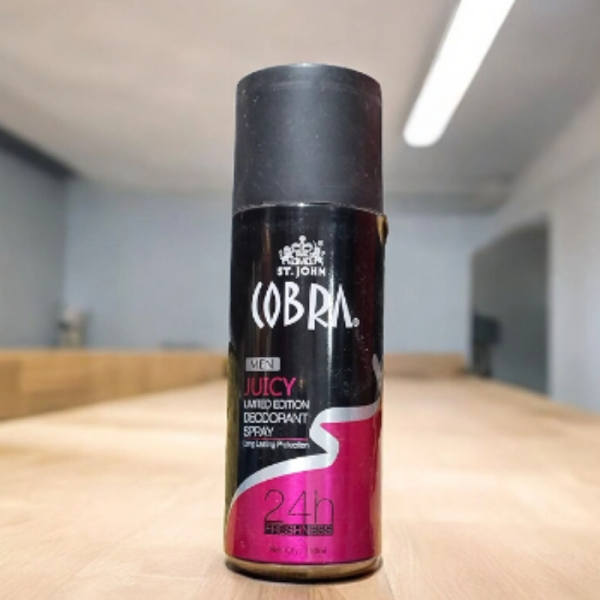 ST. JOHN
COBRA
MEN
JUICY
LIMITED EDITION
DEODORANT
SPRAY
Long Lasting Protection
24h
FRESHNESS